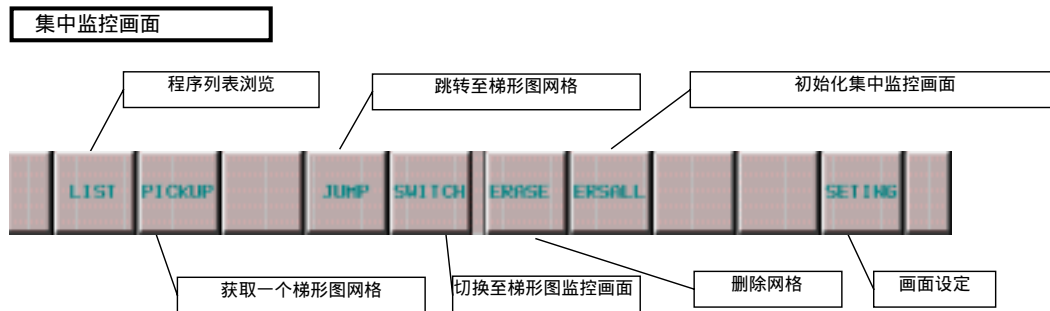 集中监控画面
程序列表浏览
跳转至梯形图网格
初始化集中监控画面
LIST
PICKUP
JUMP
SWITCH
ERASE
ERSALL
SETING
获取一个梯形图网格
切换至梯形图监控画面
删除网格
画面设定